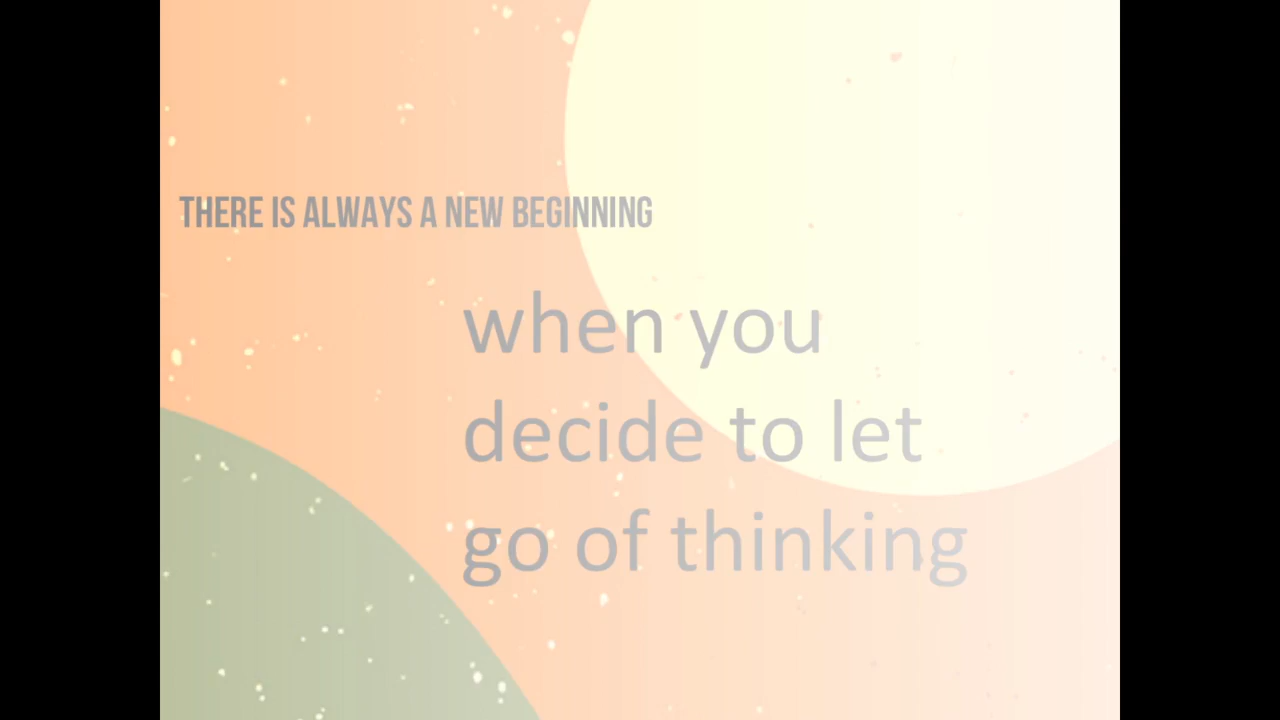 THERE IS ALWAYS A NEW BEGINNING
when you
decide to let
go of thinking